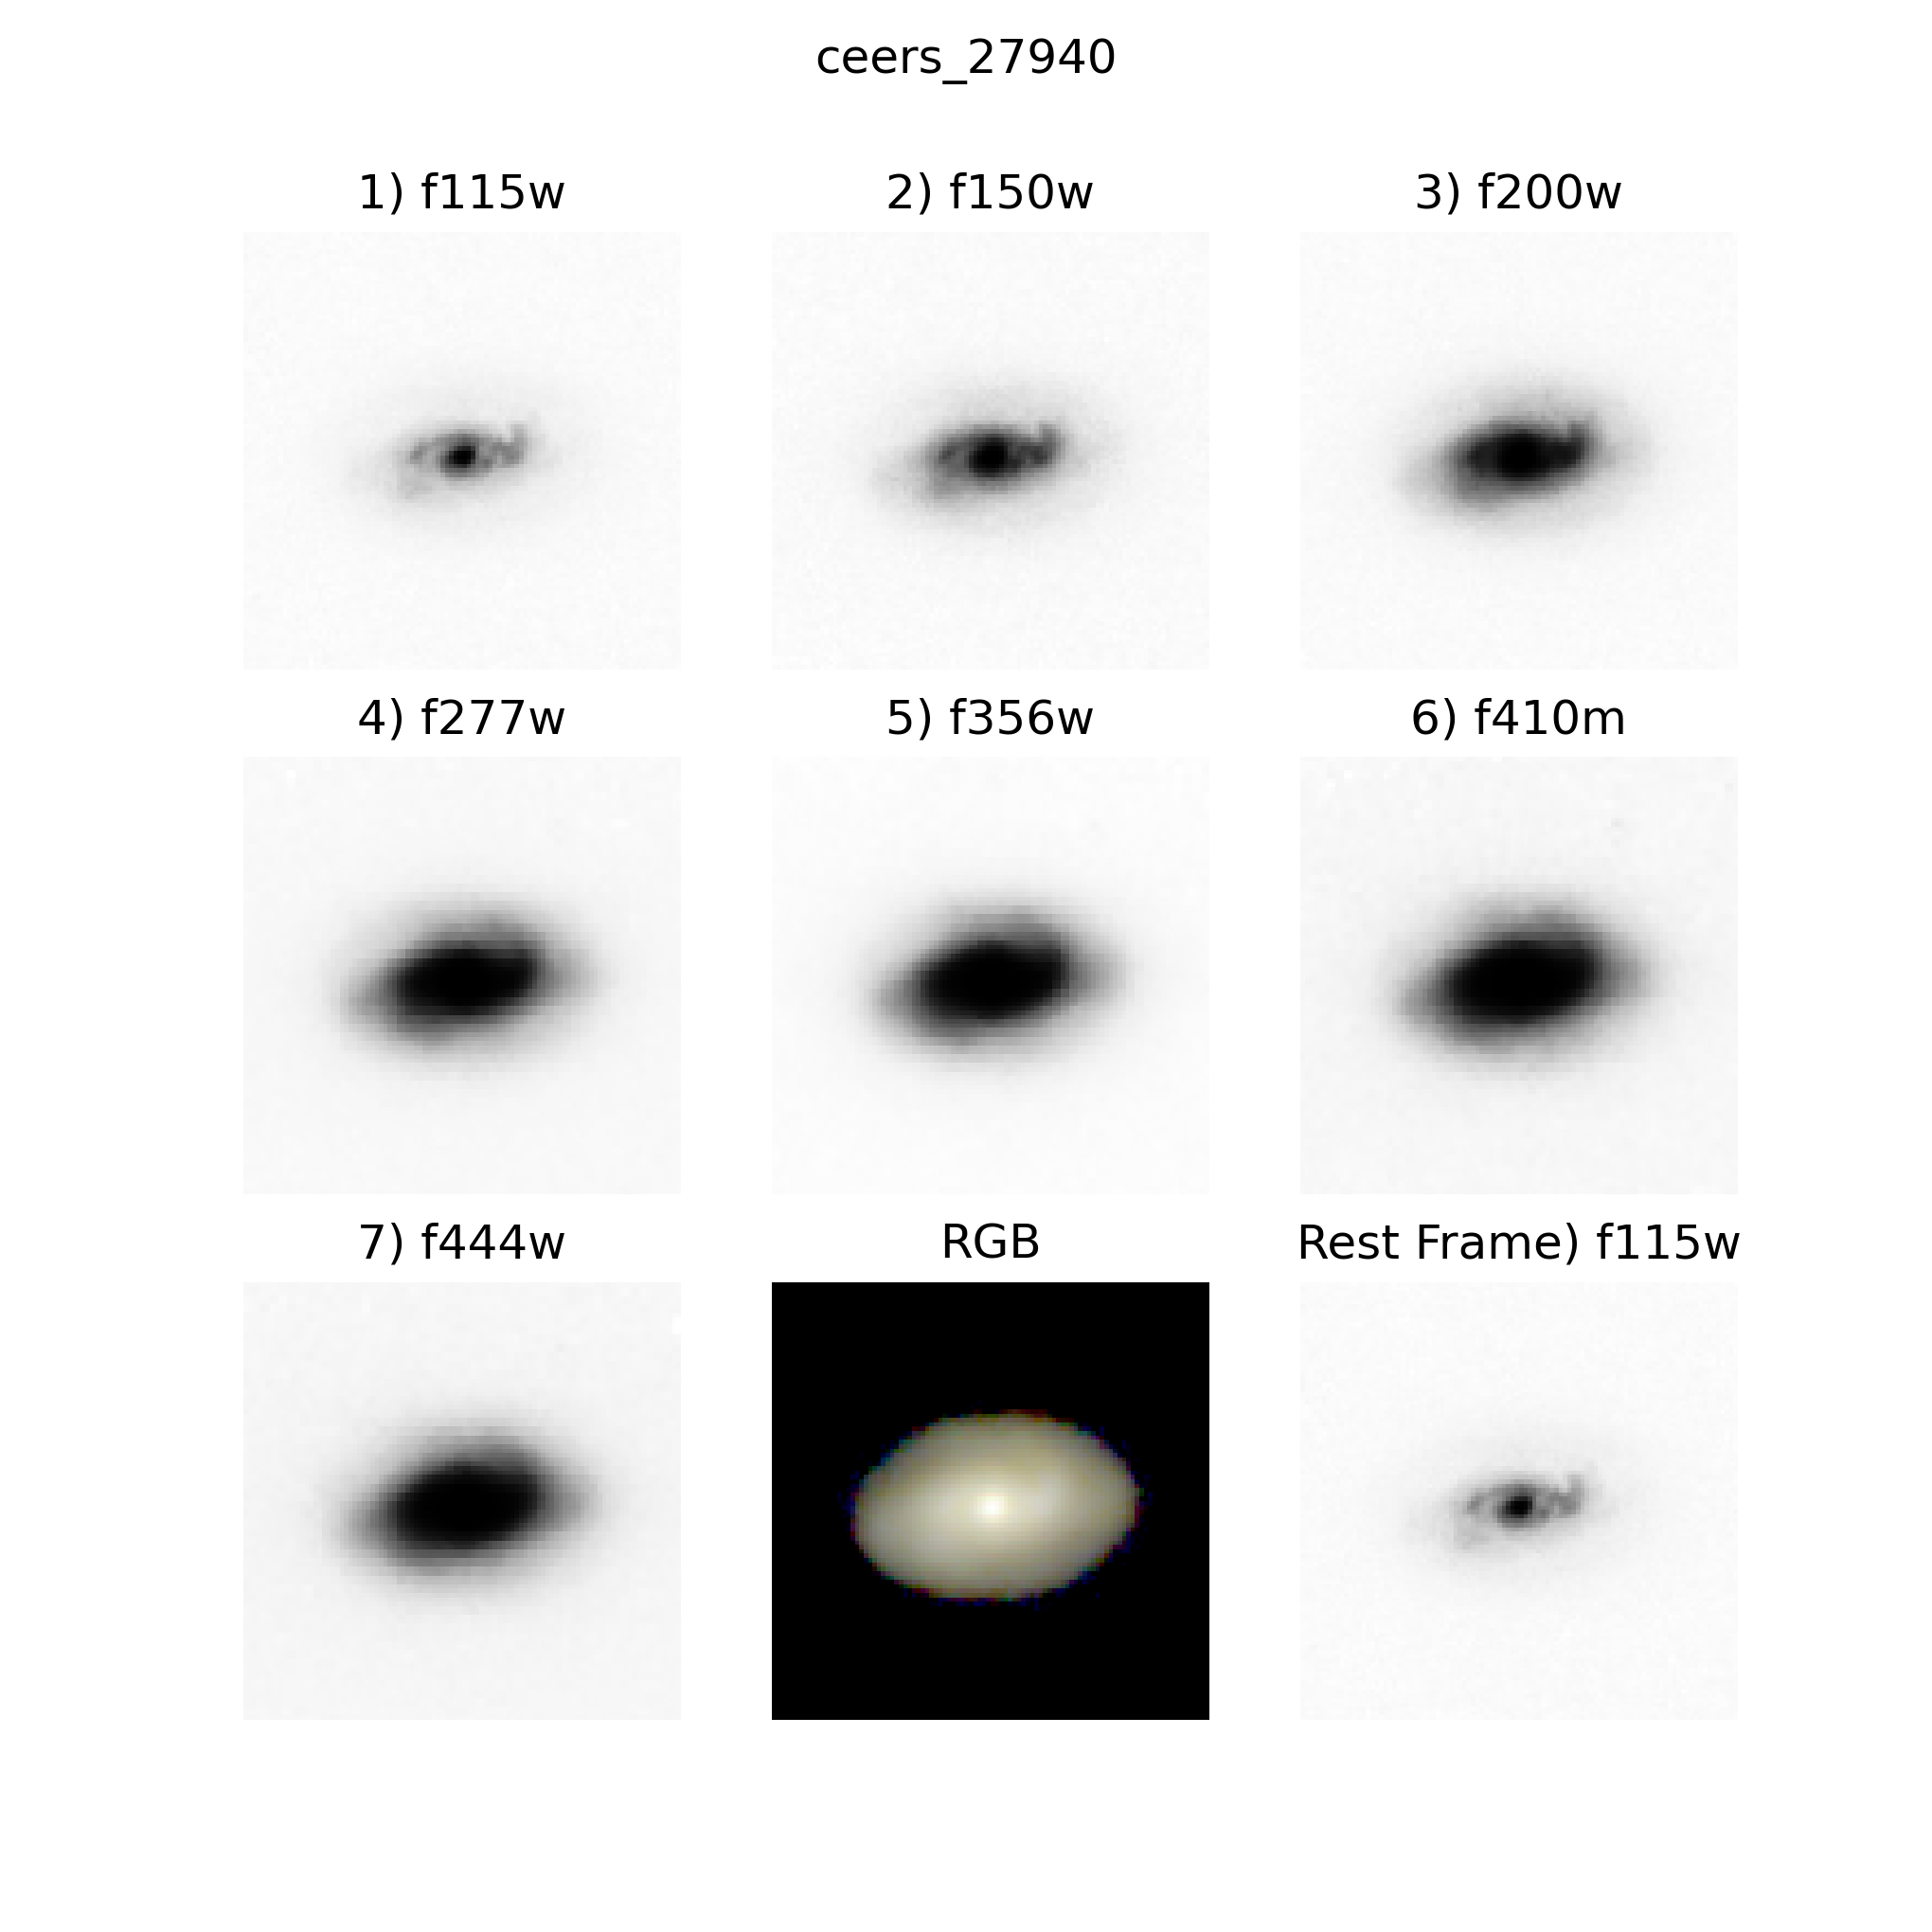 ceers_27940
1) f115w
2) f150w
3) f200w
4) f277w
5) f356w
6) f410m
7) f444w
RGB
Rest Frame) f115w